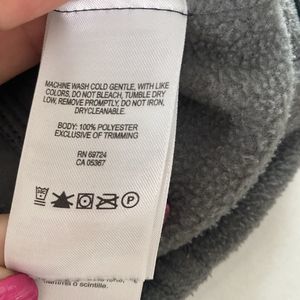 MACHINE WASH COLD GENTLE, WITH LIKE
COLORS, DO NOT BLEACH, TUMBLE DRY
LOW, REMOVE PROMPTLY, DO NOT IRON,
DRYCLEANABLE
BODY: 100% POLYESTER
EXCLUSIVE OF TRIMMING
RN 69724
CA 05367
P
o scintille.